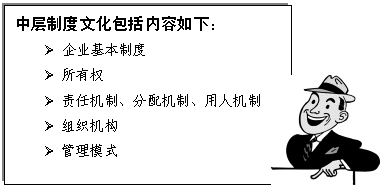 中层制度文化包括内容如下：
➢ 企业基本制度
➢ 所有权
➢ 责任机制、分配机制、用人机制
➢ 组织机构
➢ 管理模式